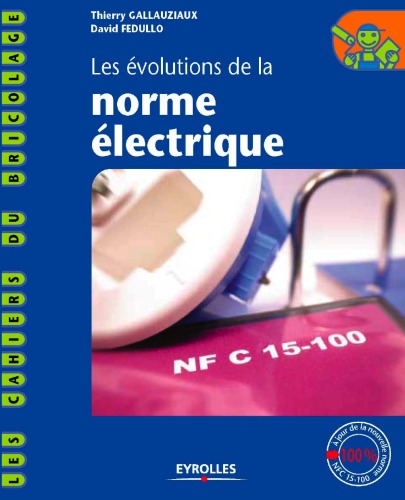 Thierry GALLAUZIAUX
David FEDULLO
Les évolutions de la
norme
électrique
LES CAHIERS DU BRICOLAGE
NF C 15-100
À jour de la nouvelle norme
100%
NFC 15-100
EYROLLES